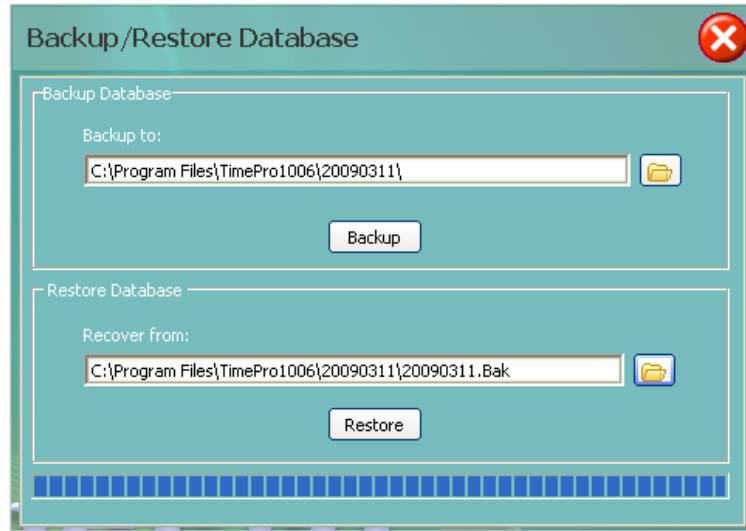 Backup/Restore Database
Backup Database
Backup to:
C:\Program Files\TimePro1006\20090311\
Backup
Restore Database
Recover from:
C:\Program Files\TimePro1006\20090311\20090311.Bak
Restore